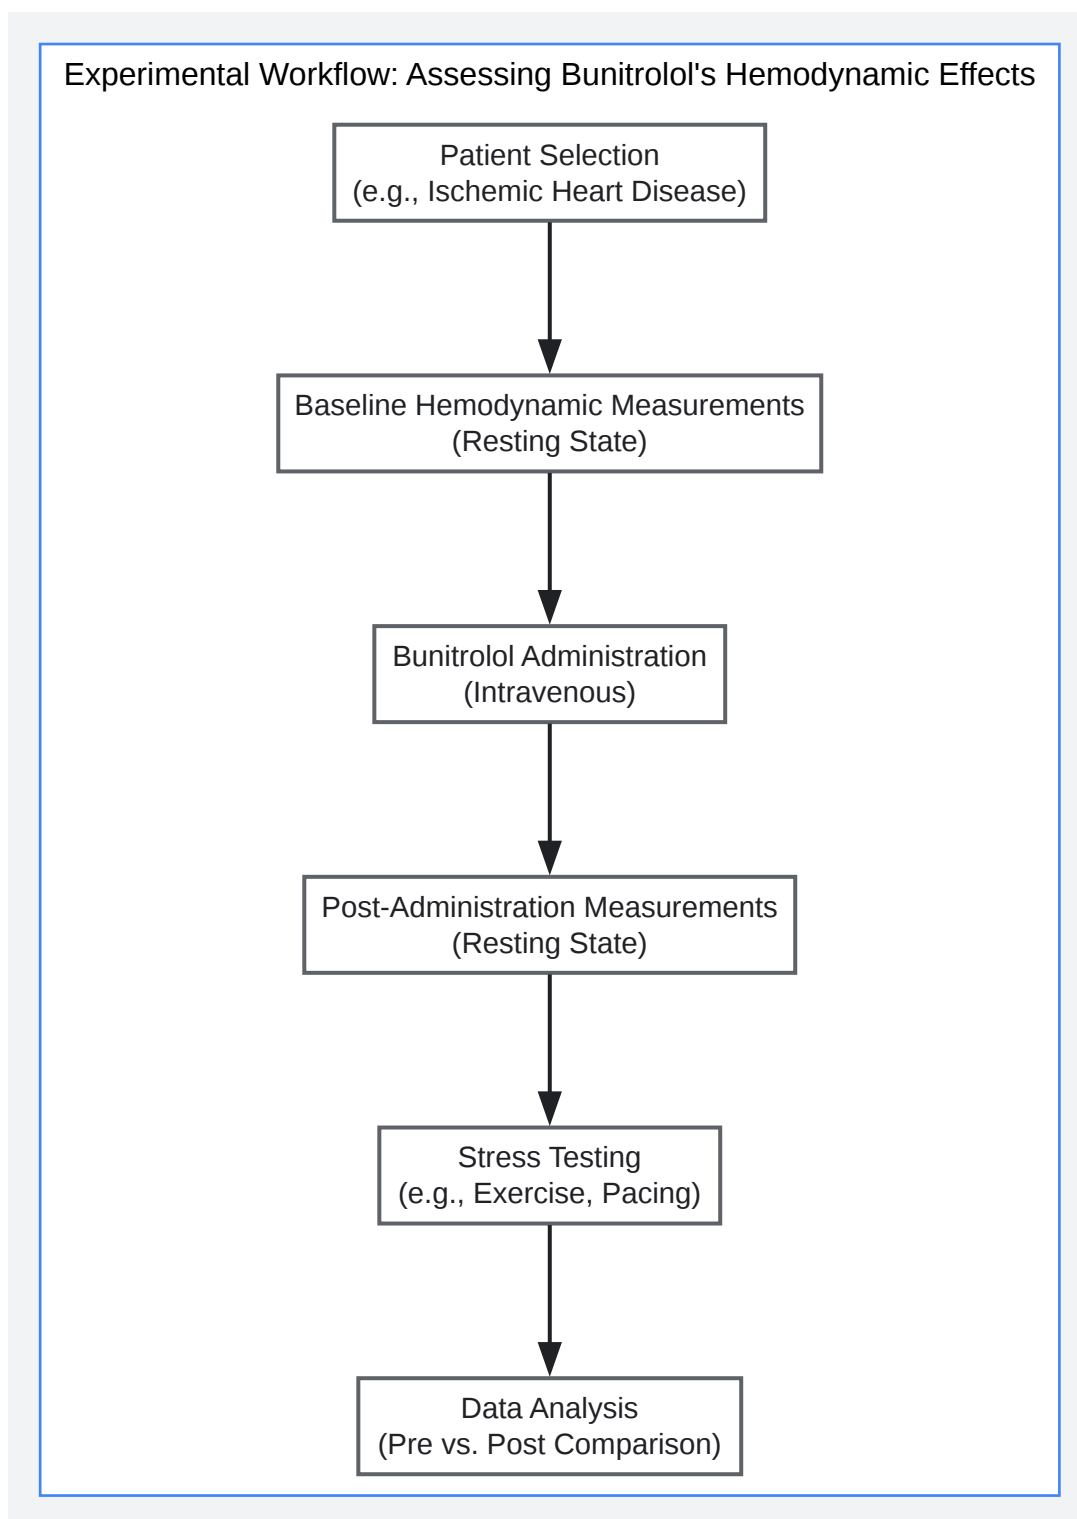 Experimental Workflow: Assessing Bunitrolol's Hemodynamic Effects
Patient Selection
(e.g., Ischemic Heart Disease)
Baseline Hemodynamic Measurements
(Resting State)
Bunitrolol Administration
(Intravenous)
Post-Administration Measurements
(Resting State)
Stress Testing
(e.g., Exercise, Pacing)
Data Analysis
(Pre vs. Post Comparison)